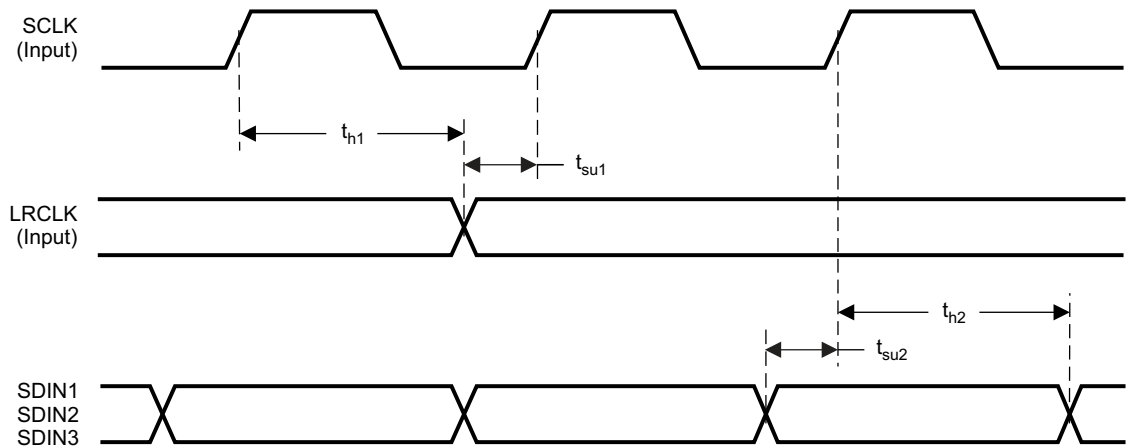 SCLK
(Input)
th1
tsu1
LRCLK
(Input)
th2
tsu2
SDIN1
SDIN2
SDIN3